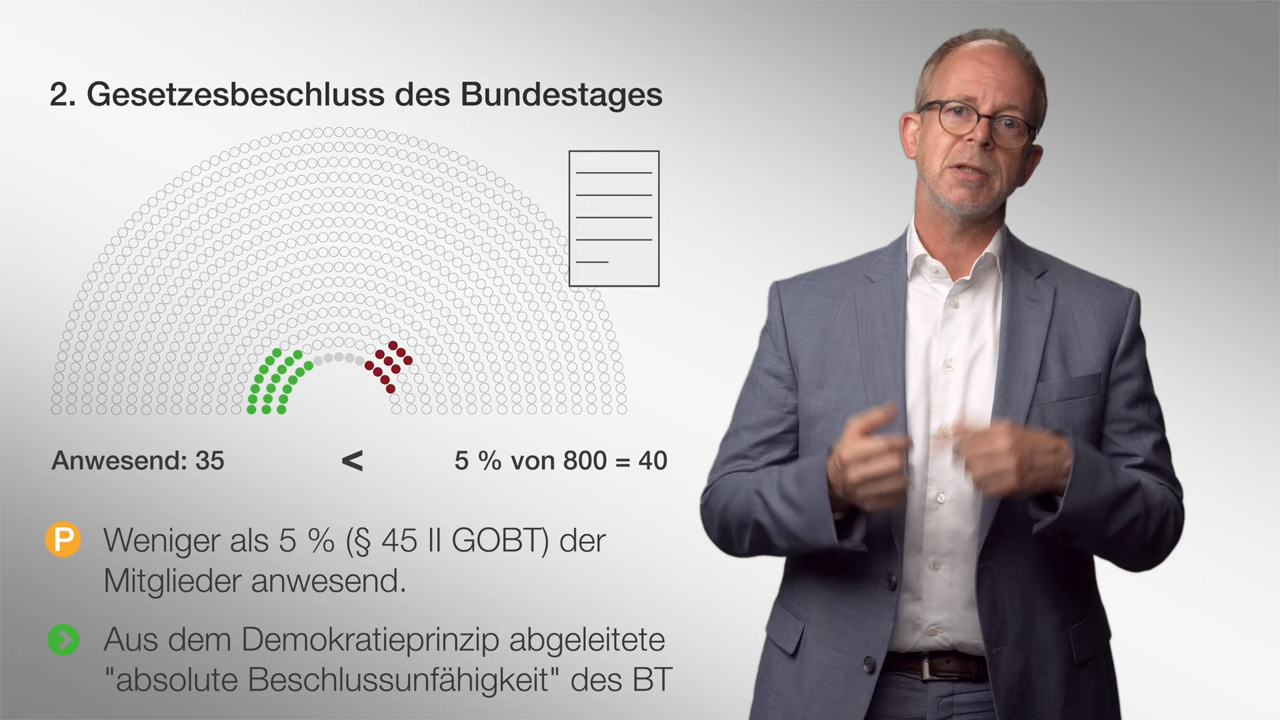 2. Gesetzesbeschluss des Bundestages
Anwesend: 35 < 5 % von 800 = 40
P Weniger als 5 % (§ 45 II GOBT) der
Mitglieder anwesend.
Aus dem Demokratieprinzip abgeleitete
"absolute Beschlussunfähigkeit" des BT